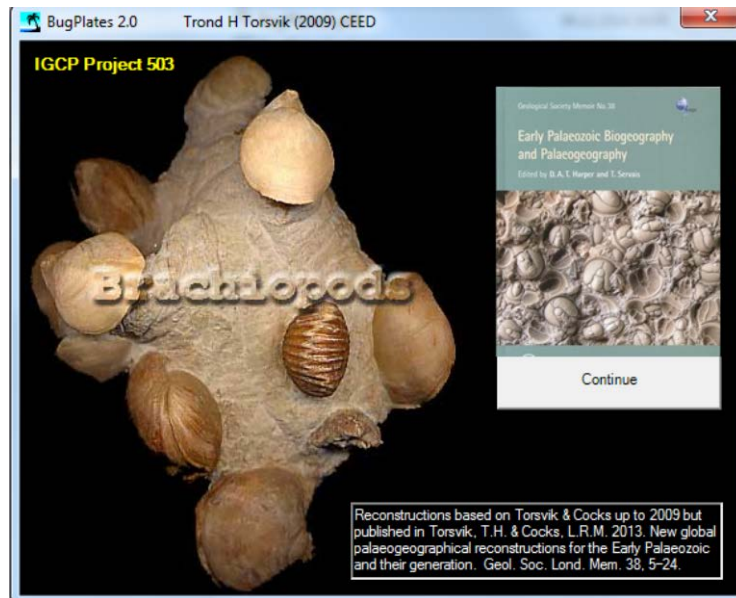 BugPlates 2.0 Trond H Torsvik (2009) CEED
IGCP Project 503
Geological Society Memoir No. 38
Early Palaeozoic Biogeography
and Palaeogeography
Edited by D. A. T. Harper and T. Servais
Brachiopods
Continue
Reconstructions based on Torsvik & Cocks up to 2009 but
published in Torsvik, T.H. & Cocks, L.R.M. 2013. New global
palaeogeographical reconstructions for the Early Palaeozoic
and their generation. Geol. Soc. Lond. Mem. 38, 5–24.